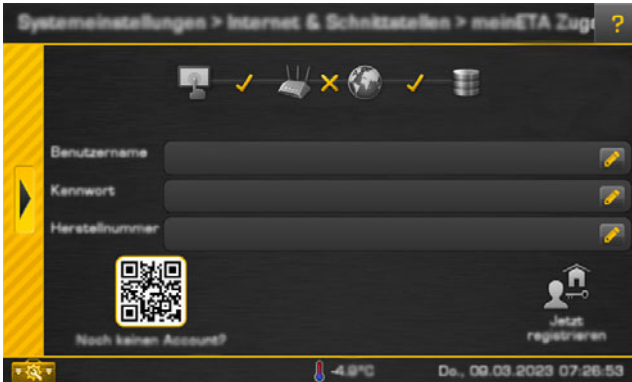 Systemeinstellungen > Internet & Schnittstellen > meinETA Zug
?
Benutzername
Kennwort
Herstellnummer
Noch keinen Account?
Jetzt
registrieren
-4.9°C
Do., 09.03.2023 07:26:53